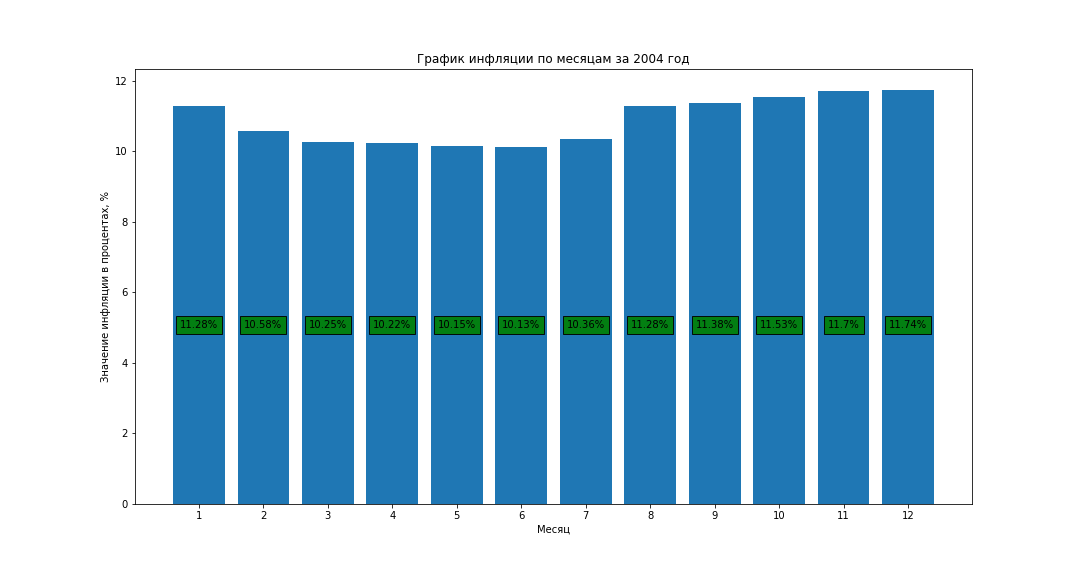 График инфляции по месяцам за 2004 год
Значение инфляции в процентах, %
12
10
8
6
4
2
0
11.28% 10.58% 10.25% 10.22% 10.15% 10.13% 10.36% 11.28% 11.38% 11.53% 11.7% 11.74%
1 2 3 4 5 6 7 8 9 10 11 12
Месяц